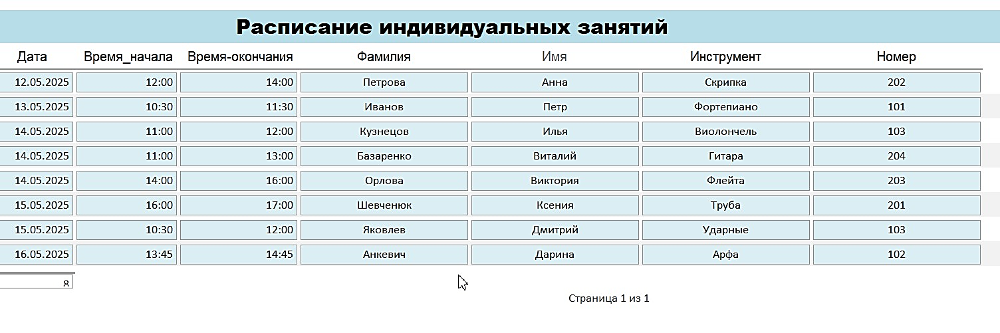 Расписание индивидуальных занятий
Дата Время_начала Время-окончания Фамилия Имя Инструмент Номер
12.05.2025 12:00 14:00 Петрова Анна Скрипка 202
13.05.2025 10:30 11:30 Иванов Петр Фортепиано 101
14.05.2025 11:00 12:00 Кузнецов Илья Виолончель 103
14.05.2025 11:00 13:00 Базаренко Виталий Гитара 204
14.05.2025 14:00 16:00 Орлова Виктория Флейта 203
15.05.2025 16:00 17:00 Шевченюк Ксения Труба 201
15.05.2025 10:30 12:00 Яковлев Дмитрий Ударные 103
16.05.2025 13:45 14:45 Анкевич Дарина Арфа 102
8
Страница 1 из 1